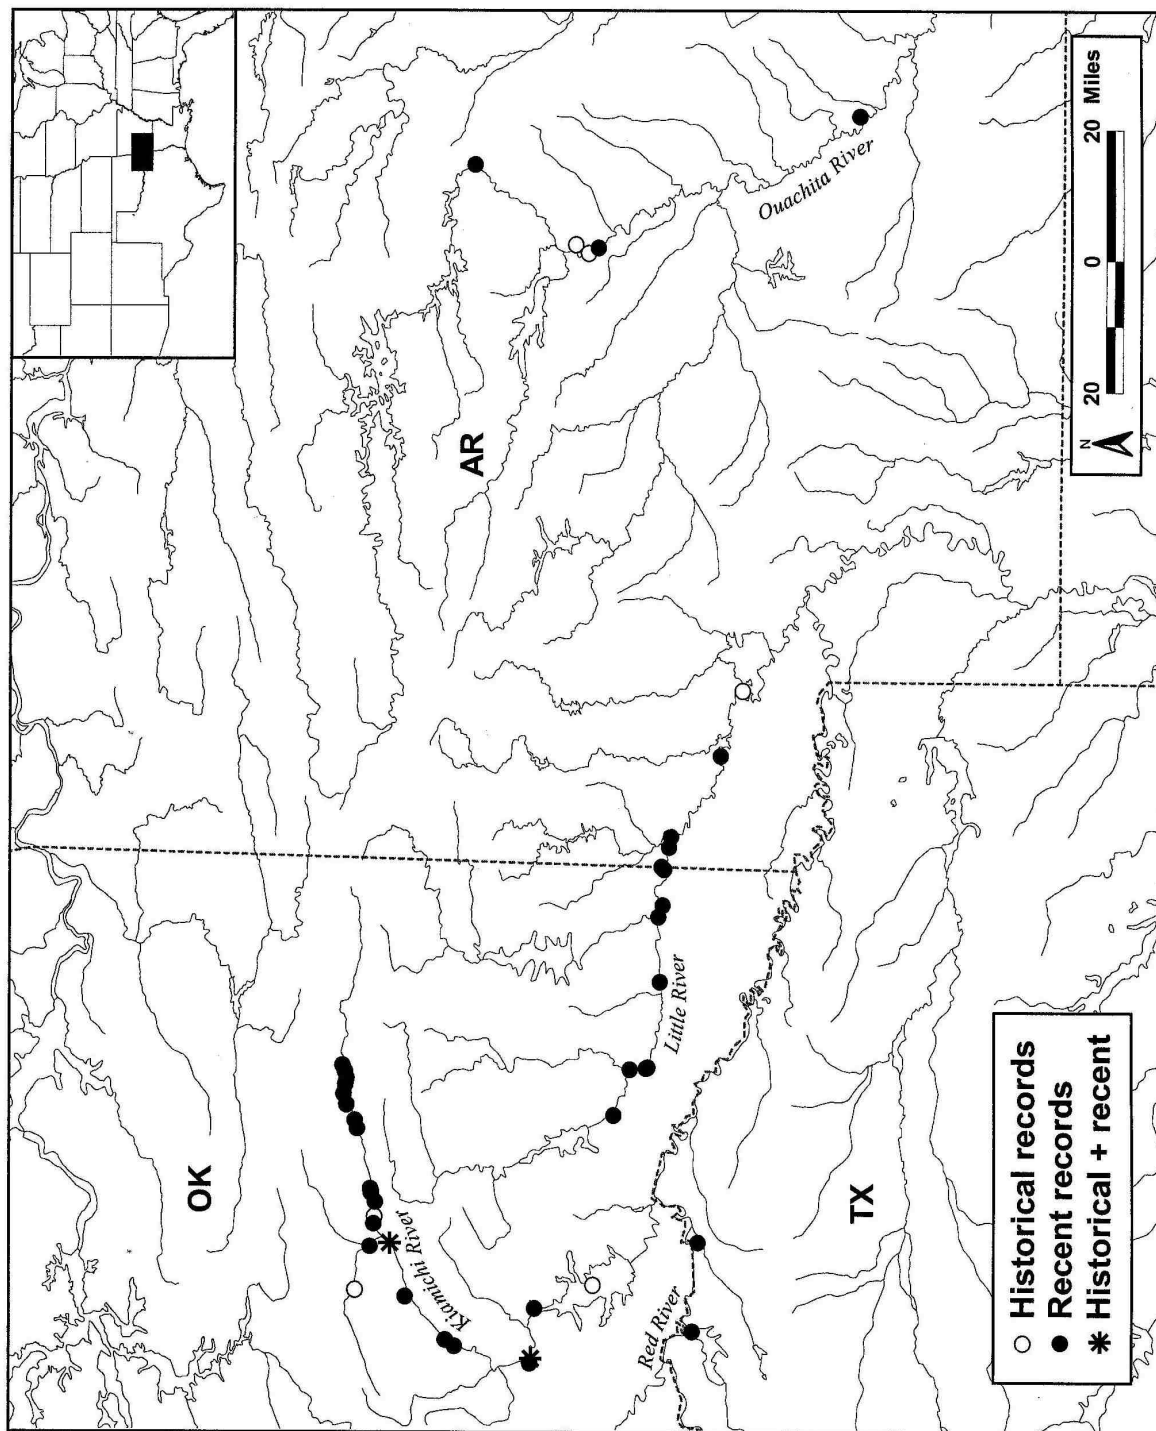 OK
AR
TX
Kiamichi River
Little River
Red River
Ouachita River
Historical records
Recent records
Historical + recent
N
20 0 20 Miles